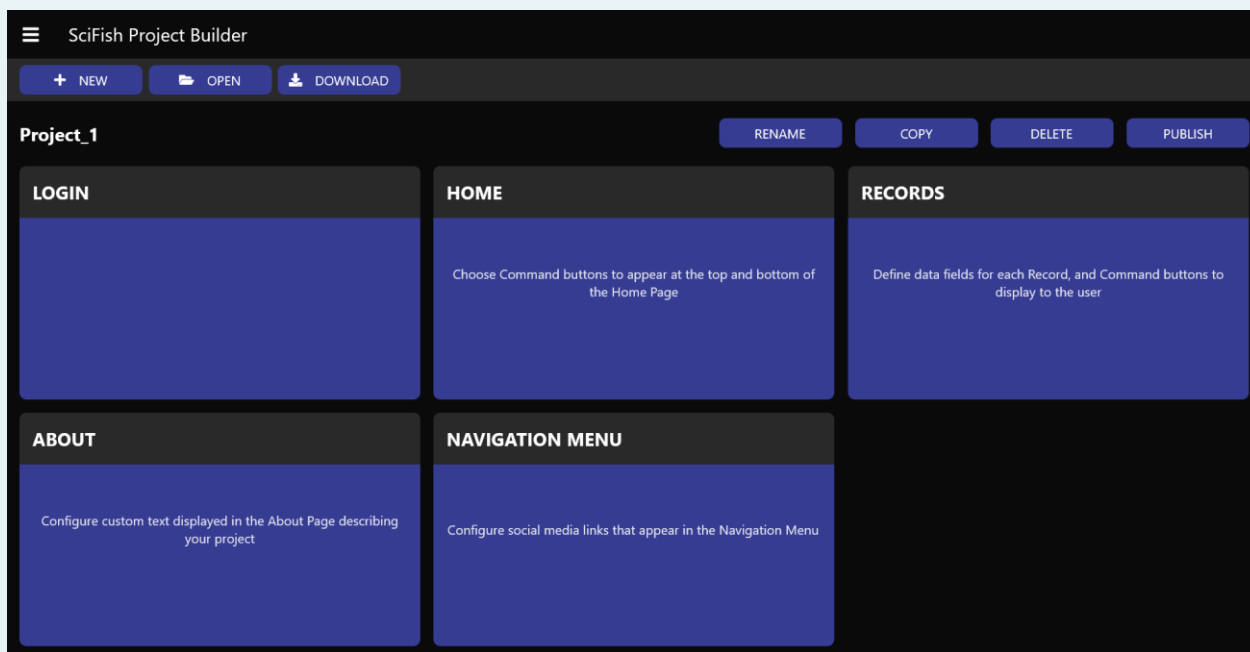 SciFish Project Builder
NEW
OPEN
DOWNLOAD
Project_1
RENAME
COPY
DELETE
PUBLISH
LOGIN
HOME
Choose Command buttons to appear at the top and bottom of
the Home Page
RECORDS
Define data fields for each Record, and Command buttons to
display to the user
ABOUT
Configure custom text displayed in the About Page describing
your project
NAVIGATION MENU
Configure social media links that appear in the Navigation Menu